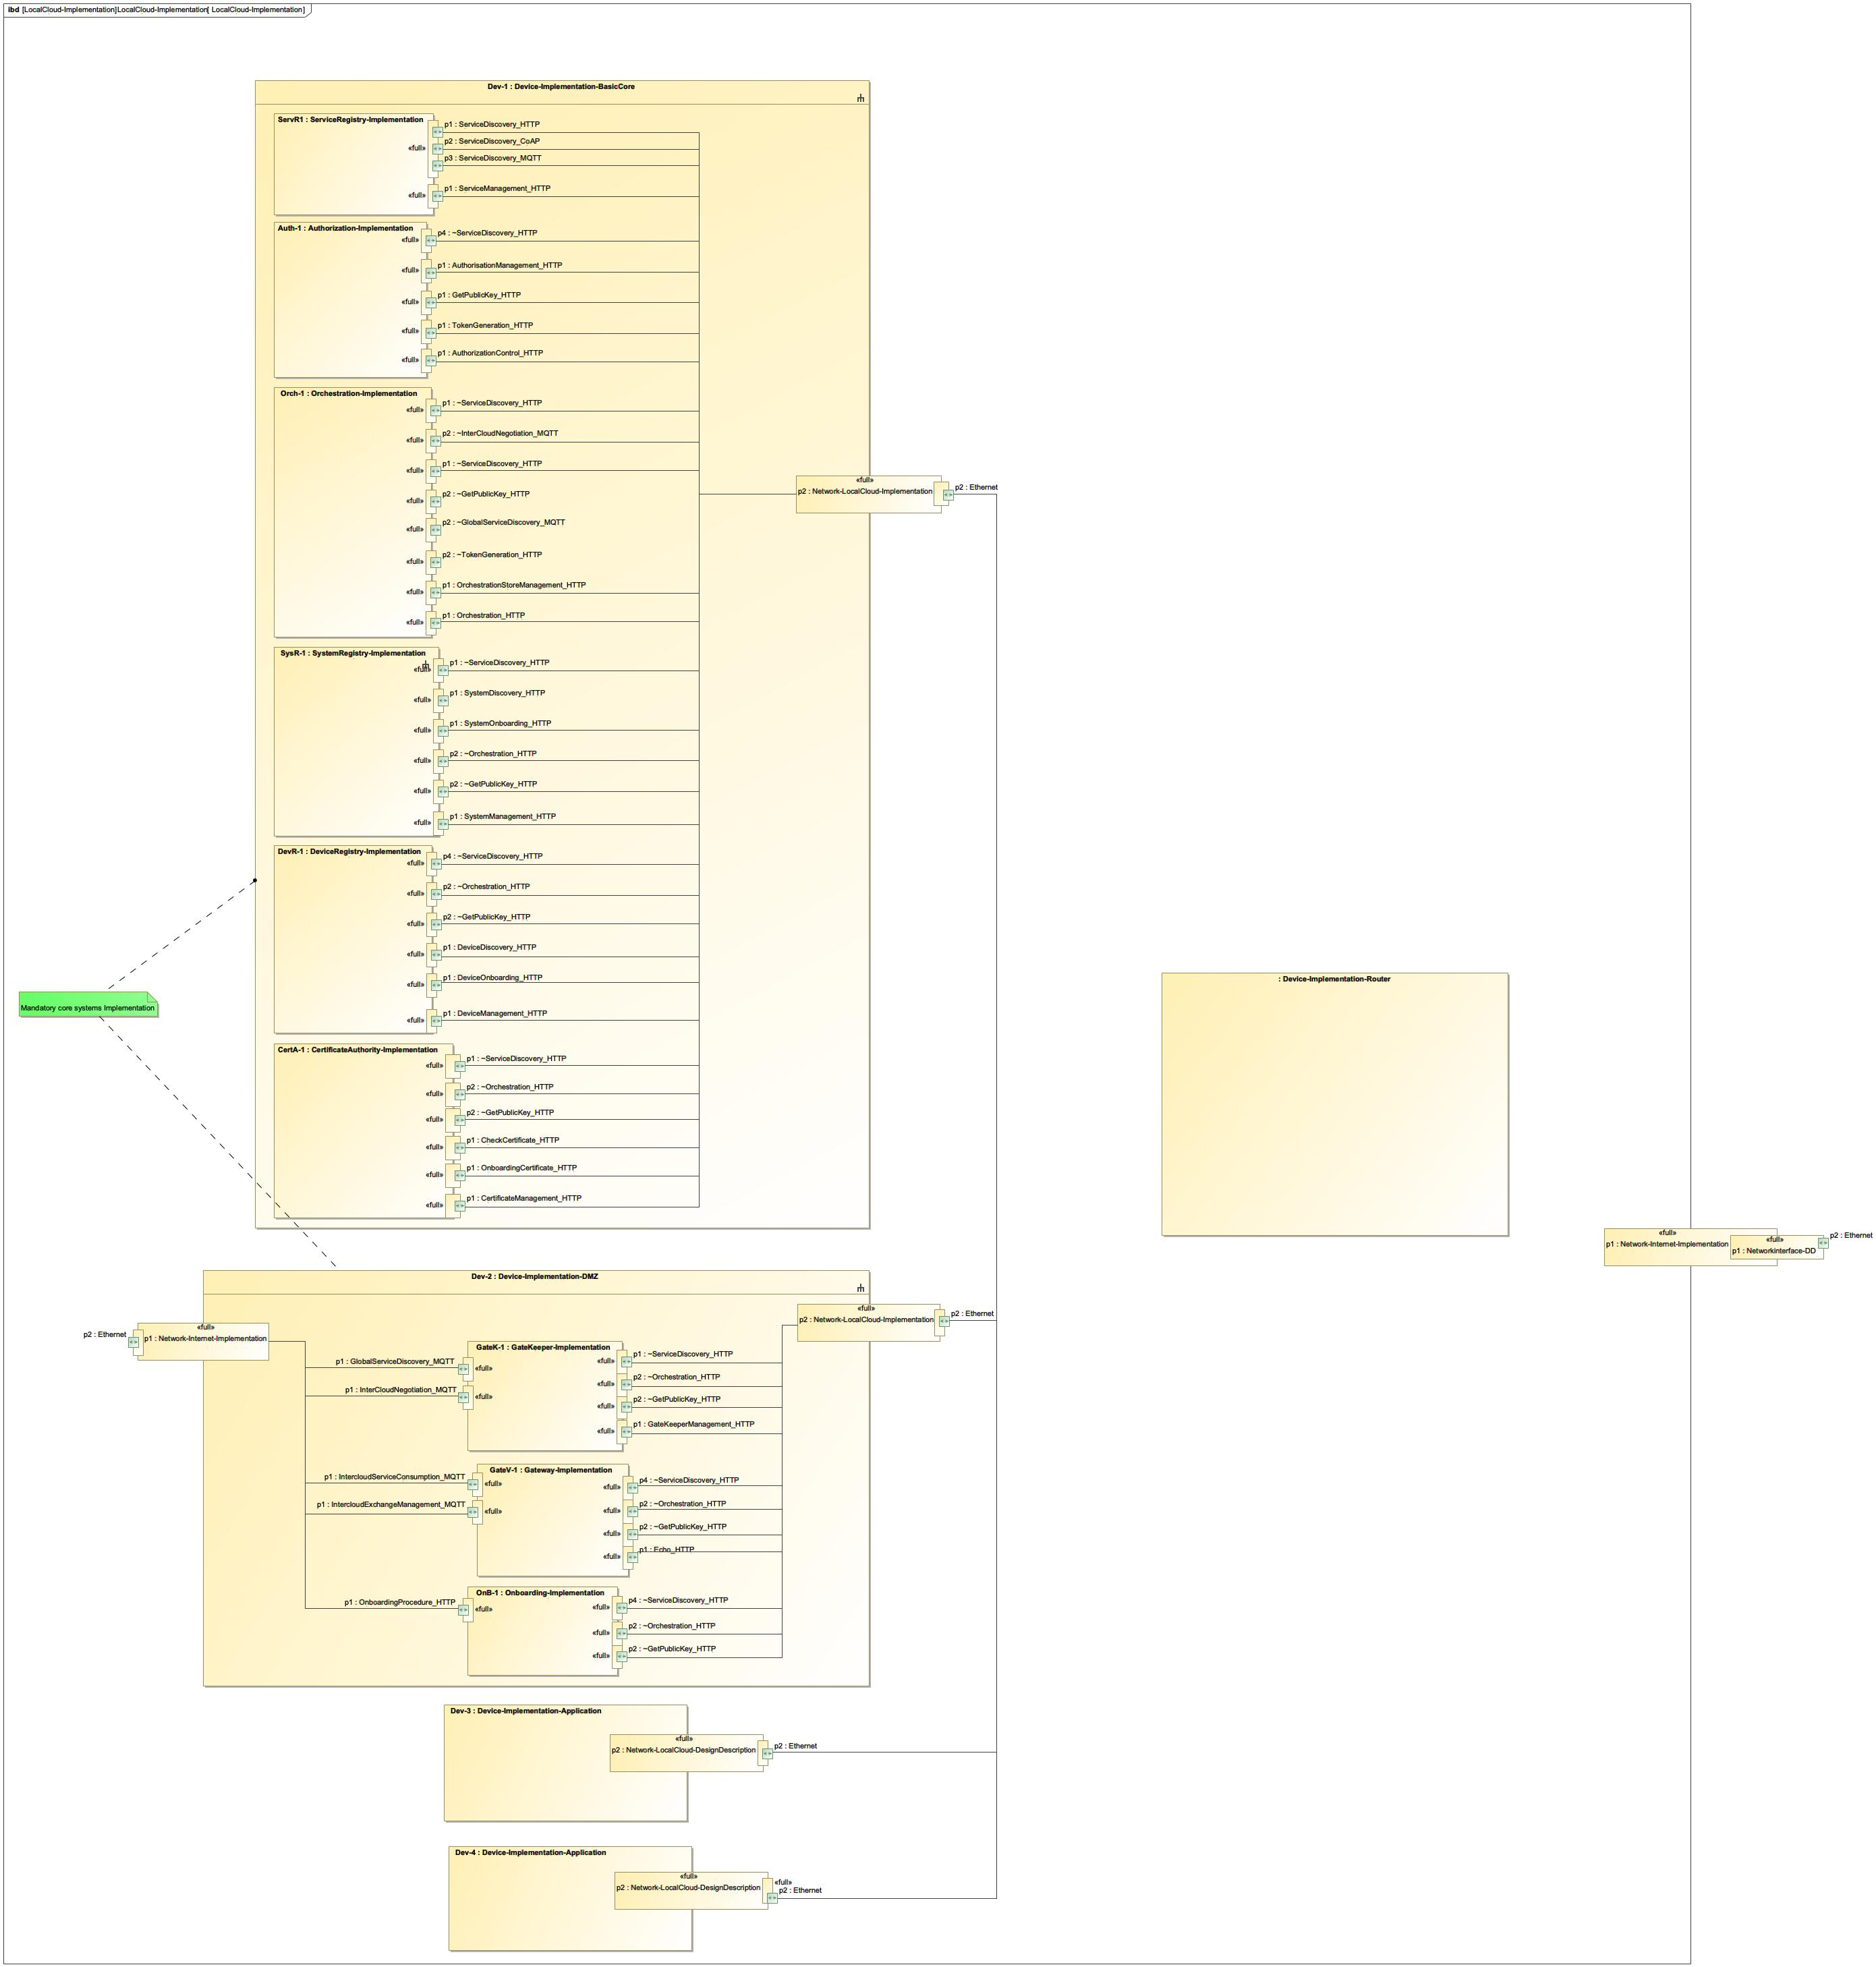 ibd [LocalCloud-Implementation]LocalCloud-Implementation[ LocalCloud-Implementation]
Dev-1 : Device-Implementation-BasicCore
ServR1 : ServiceRegistry-Implementation
p1 : ServiceDiscovery_HTTP
p2 : ServiceDiscovery_CoAP
«full»
p3 : ServiceDiscovery_MQTT
«full»
p1 : ServiceManagement_HTTP
Auth-1 : Authorization-Implementation
«full»
p4 : ~ServiceDiscovery_HTTP
«full»
p1 : AuthorisationManagement_HTTP
«full»
p1 : GetPublicKey_HTTP
«full»
p1 : TokenGeneration_HTTP
«full»
p1 : AuthorizationControl_HTTP
Orch-1 : Orchestration-Implementation
«full»
p1 : ~ServiceDiscovery_HTTP
«full»
p2 : ~InterCloudNegotiation_MQTT
«full»
p1 : ~ServiceDiscovery_HTTP
«full»
p2 : ~GetPublicKey_HTTP
«full»
p2 : ~GlobalServiceDiscovery_MQTT
«full»
p2 : ~TokenGeneration_HTTP
«full»
p1 : OrchestrationStoreManagement_HTTP
«full»
p1 : Orchestration_HTTP
«full»
p2 : Network-LocalCloud-Implementation
p2 : Ethernet
SysR-1 : SystemRegistry-Implementation
«full»
p1 : ~ServiceDiscovery_HTTP
«full»
p1 : SystemDiscovery_HTTP
«full»
p1 : SystemOnboarding_HTTP
«full»
p2 : ~Orchestration_HTTP
«full»
p2 : ~GetPublicKey_HTTP
«full»
p1 : SystemManagement_HTTP
DevR-1 : DeviceRegistry-Implementation
«full»
p4 : ~ServiceDiscovery_HTTP
«full»
p2 : ~Orchestration_HTTP
«full»
p2 : ~GetPublicKey_HTTP
«full»
p1 : DeviceDiscovery_HTTP
«full»
p1 : DeviceOnboarding_HTTP
«full»
p1 : DeviceManagement_HTTP
Mandatory core systems Implementation
: Device-Implementation-Router
CertA-1 : CertificateAuthority-Implementation
«full»
p1 : ~ServiceDiscovery_HTTP
«full»
p2 : ~Orchestration_HTTP
«full»
p2 : ~GetPublicKey_HTTP
«full»
p1 : CheckCertificate_HTTP
«full»
p1 : OnboardingCertificate_HTTP
«full»
p1 : CertificateManagement_HTTP
«full»
p1 : Network-Internet-Implementation
«full»
p1 : Networkinterface-DD
p2 : Ethernet
Dev-2 : Device-Implementation-DMZ
«full»
p2 : Network-LocalCloud-Implementation
p2 : Ethernet
p2 : Ethernet
«full»
p1 : Network-Internet-Implementation
GateK-1 : GateKeeper-Implementation
p1 : GlobalServiceDiscovery_MQTT
«full»
p1 : InterCloudNegotiation_MQTT
«full»
«full»
p1 : ~ServiceDiscovery_HTTP
«full»
p2 : ~Orchestration_HTTP
«full»
p2 : ~GetPublicKey_HTTP
«full»
p1 : GateKeeperManagement_HTTP
GateV-1 : Gateway-Implementation
p1 : IntercloudServiceConsumption_MQTT
«full»
p1 : IntercloudExchangeManagement_MQTT
«full»
«full»
p4 : ~ServiceDiscovery_HTTP
«full»
p2 : ~Orchestration_HTTP
«full»
p2 : ~GetPublicKey_HTTP
«full»
p1 : Echo_HTTP
OnB-1 : Onboarding-Implementation
p1 : OnboardingProcedure_HTTP
«full»
«full»
p4 : ~ServiceDiscovery_HTTP
«full»
p2 : ~Orchestration_HTTP
«full»
p2 : ~GetPublicKey_HTTP
Dev-3 : Device-Implementation-Application
«full»
p2 : Network-LocalCloud-DesignDescription
p2 : Ethernet
Dev-4 : Device-Implementation-Application
«full»
p2 : Network-LocalCloud-DesignDescription
«full»
p2 : Ethernet